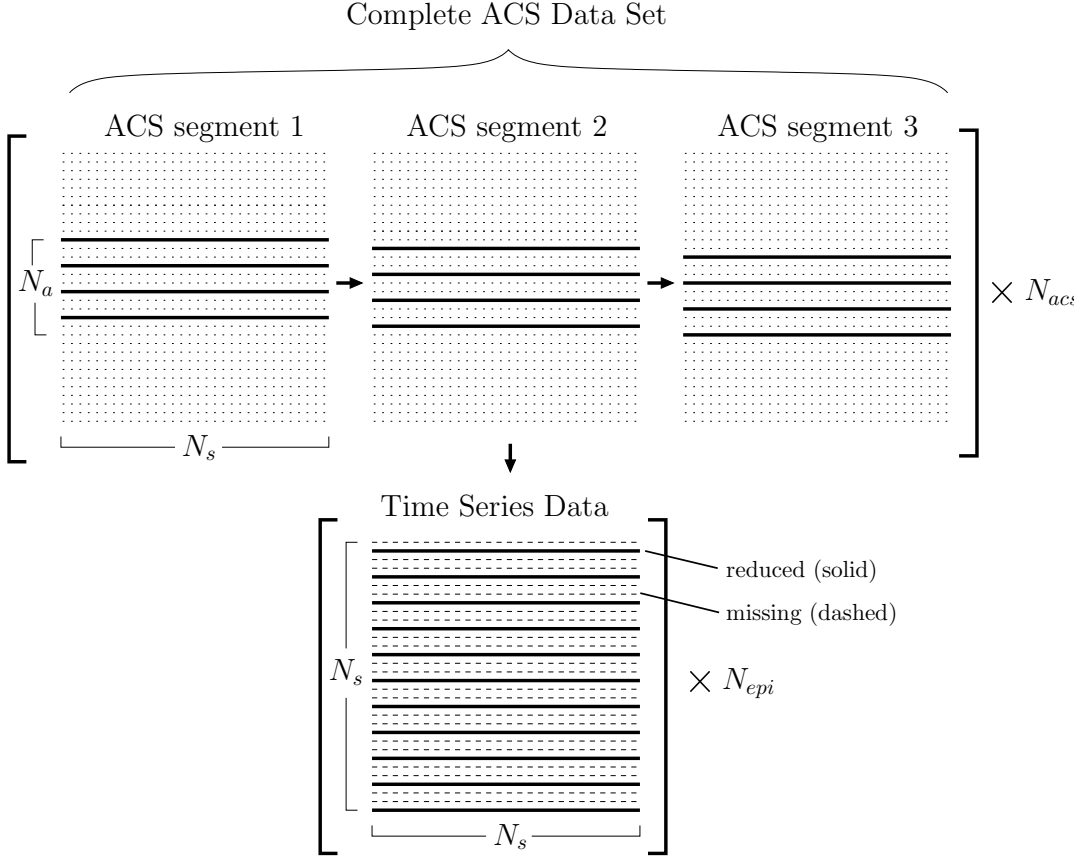 Complete ACS Data Set
ACS segment 1
ACS segment 2
ACS segment 3
N_a
× N_acs
N_s
Time Series Data
reduced (solid)
missing (dashed)
N_s
× N_epi
N_s